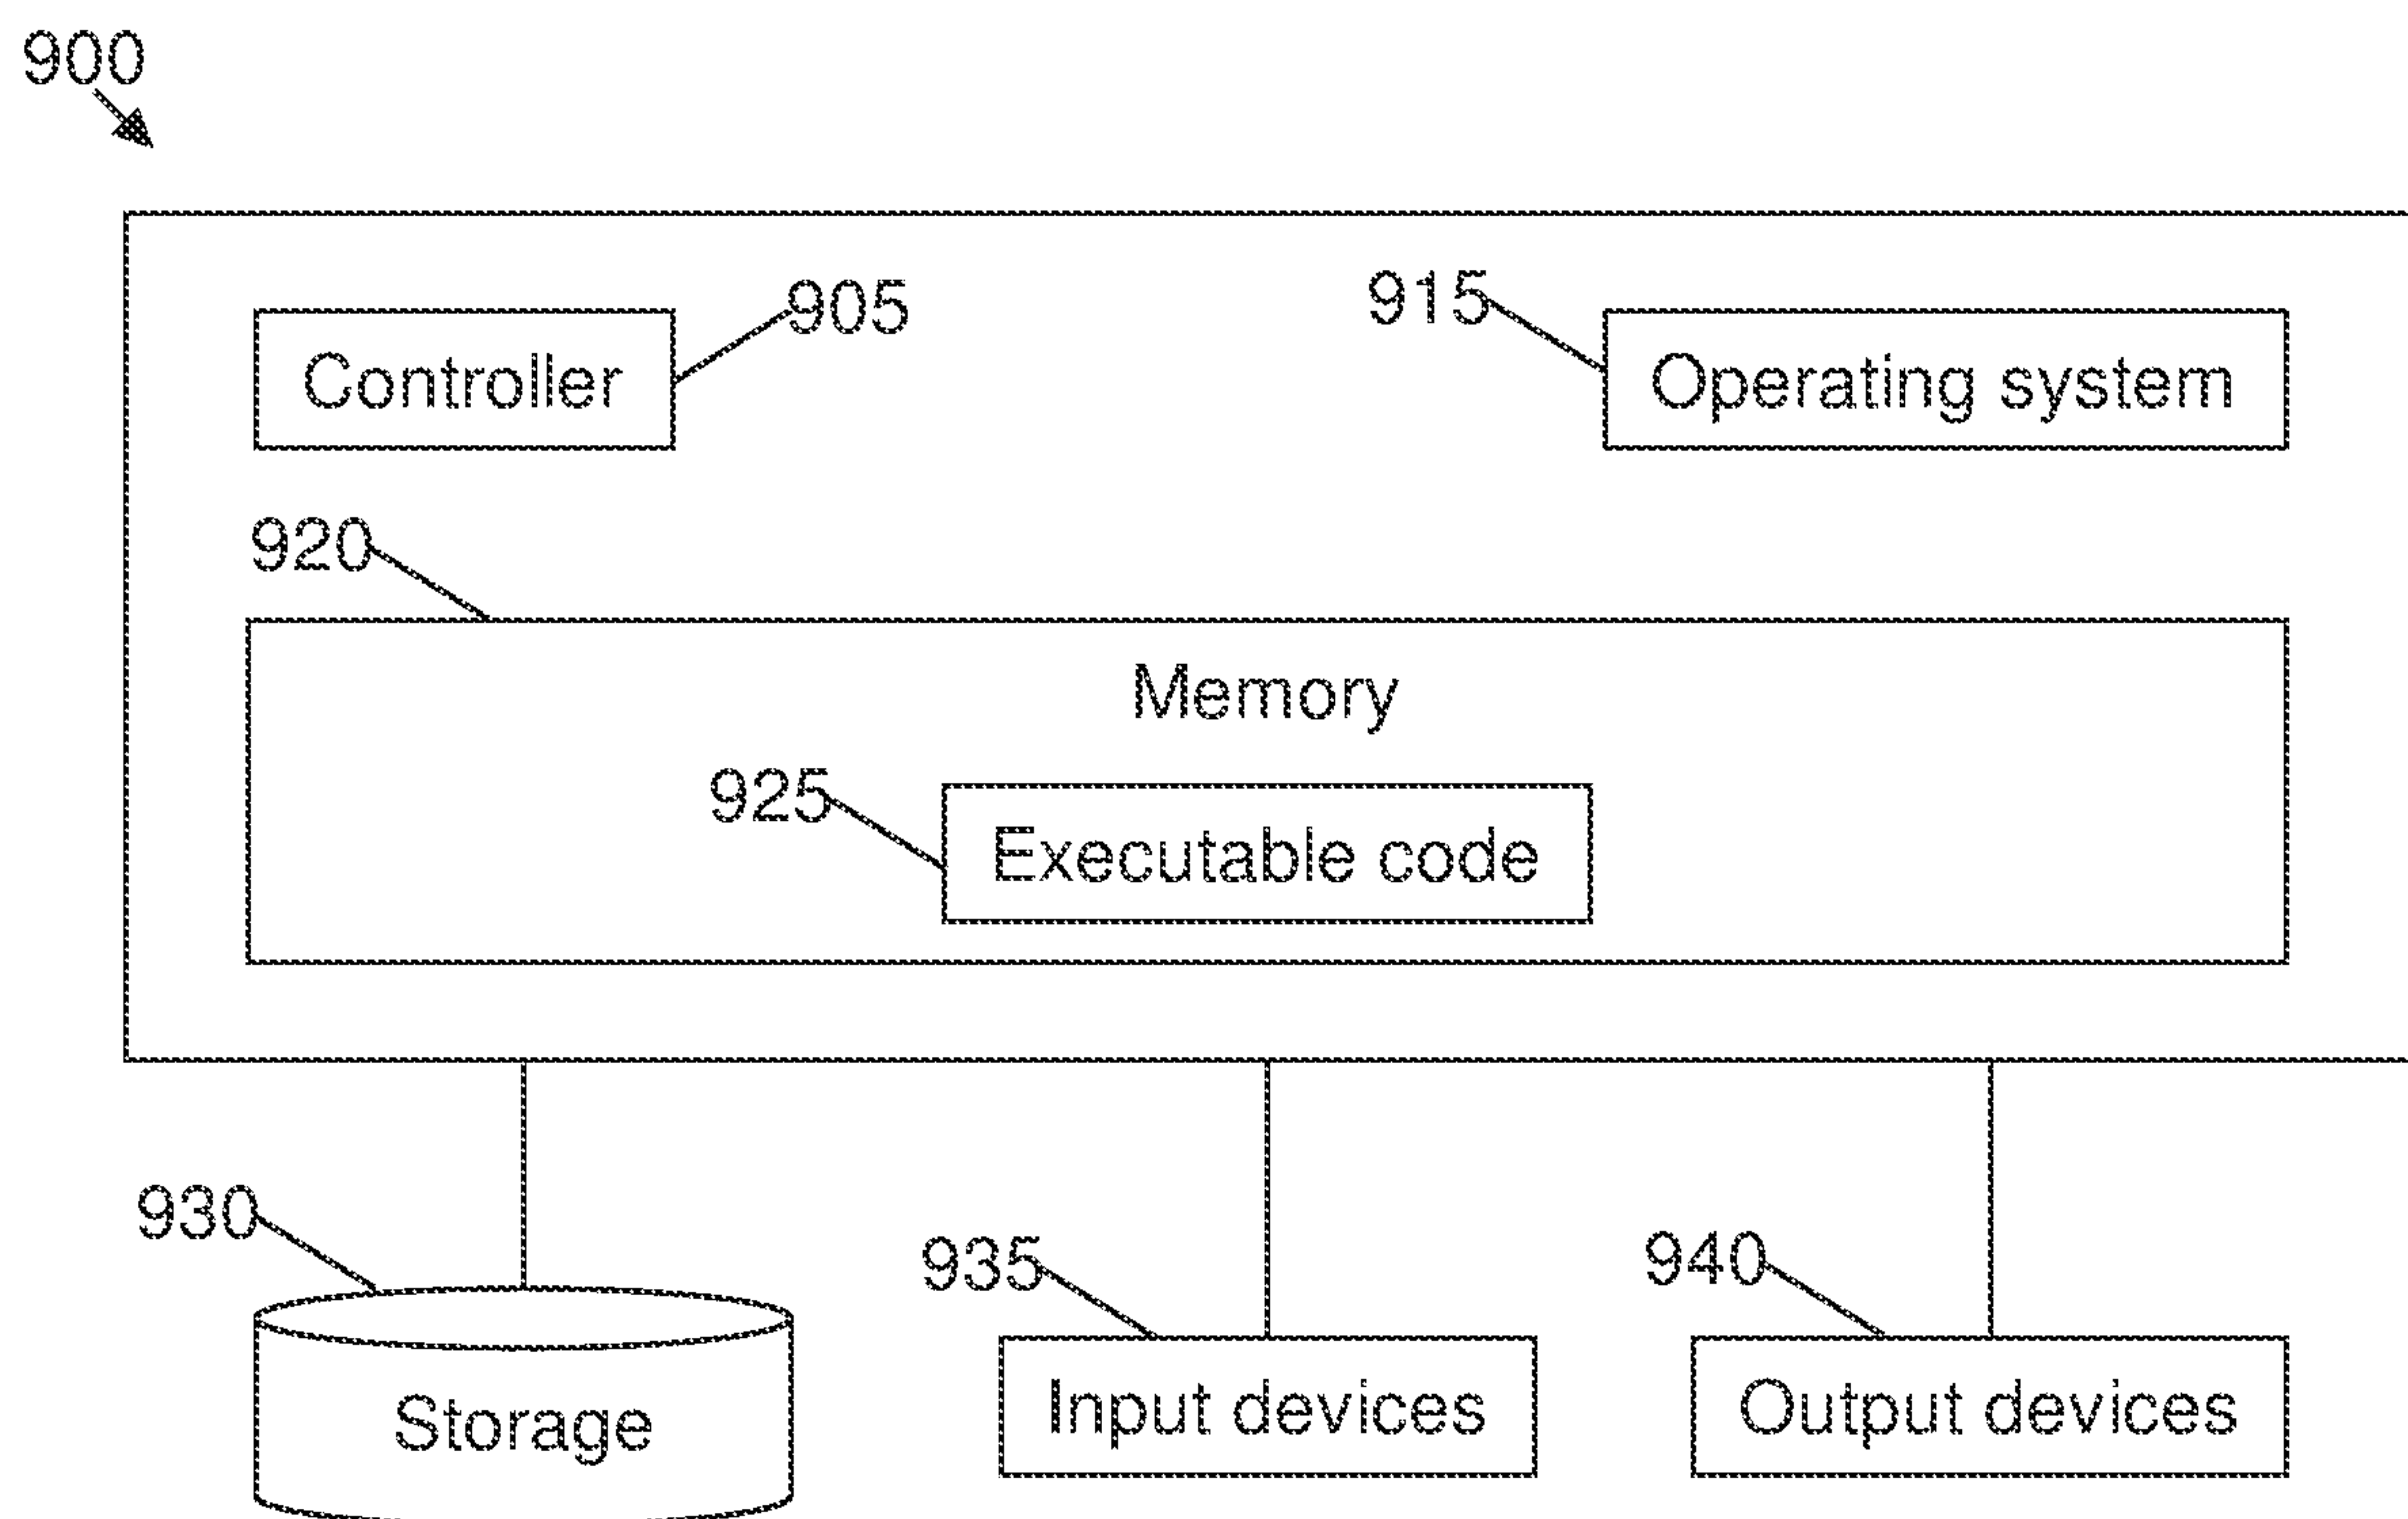 900
905
915
Controller
Operating system
920
Memory
925
Executable code
930
935
940
Storage
Input devices
Output devices